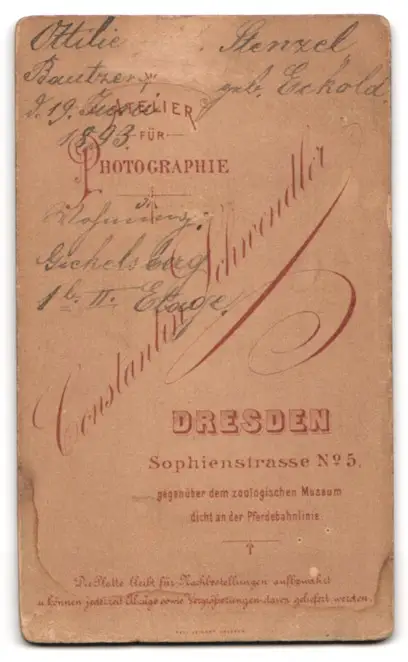 Ottilie Stenzel
Bautzen geb. Eckold.
d. 19. Juni
1893.
ATELIER
FÜR
PHOTOGRAPHIE
Wohnung:
Gickelsberg
1b. II. Etage.
Constantin Schwendler
DRESDEN
Sophienstrasse No 5,
gegenüber dem zoologischen Museum
dicht an der Pferdebahnlinie
Die Platte bleibt für Nachbestellungen aufbewahrt
u. können jederzeit Abzüge sowie Vergrößerungen davon geliefert werden.